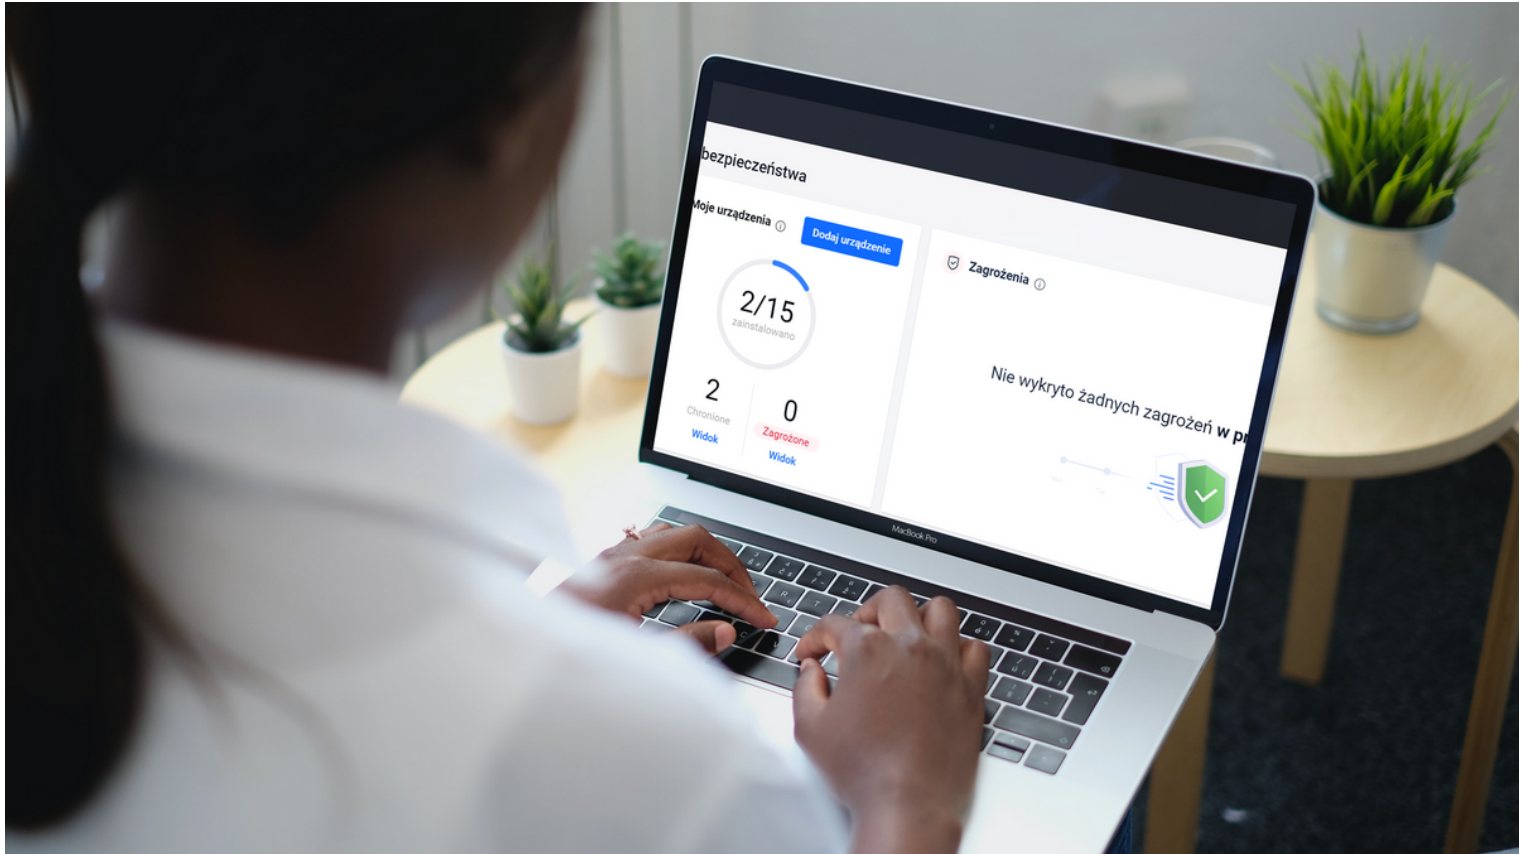 bezpieczeństwa
Moje urządzenia
Dodaj urządzenie
2/15
zainstalowano
2
Chronione
Widok
0
Zagrożone
Widok
Zagrożenia
Nie wykryto żadnych zagrożeń w pr
MacBook Pro